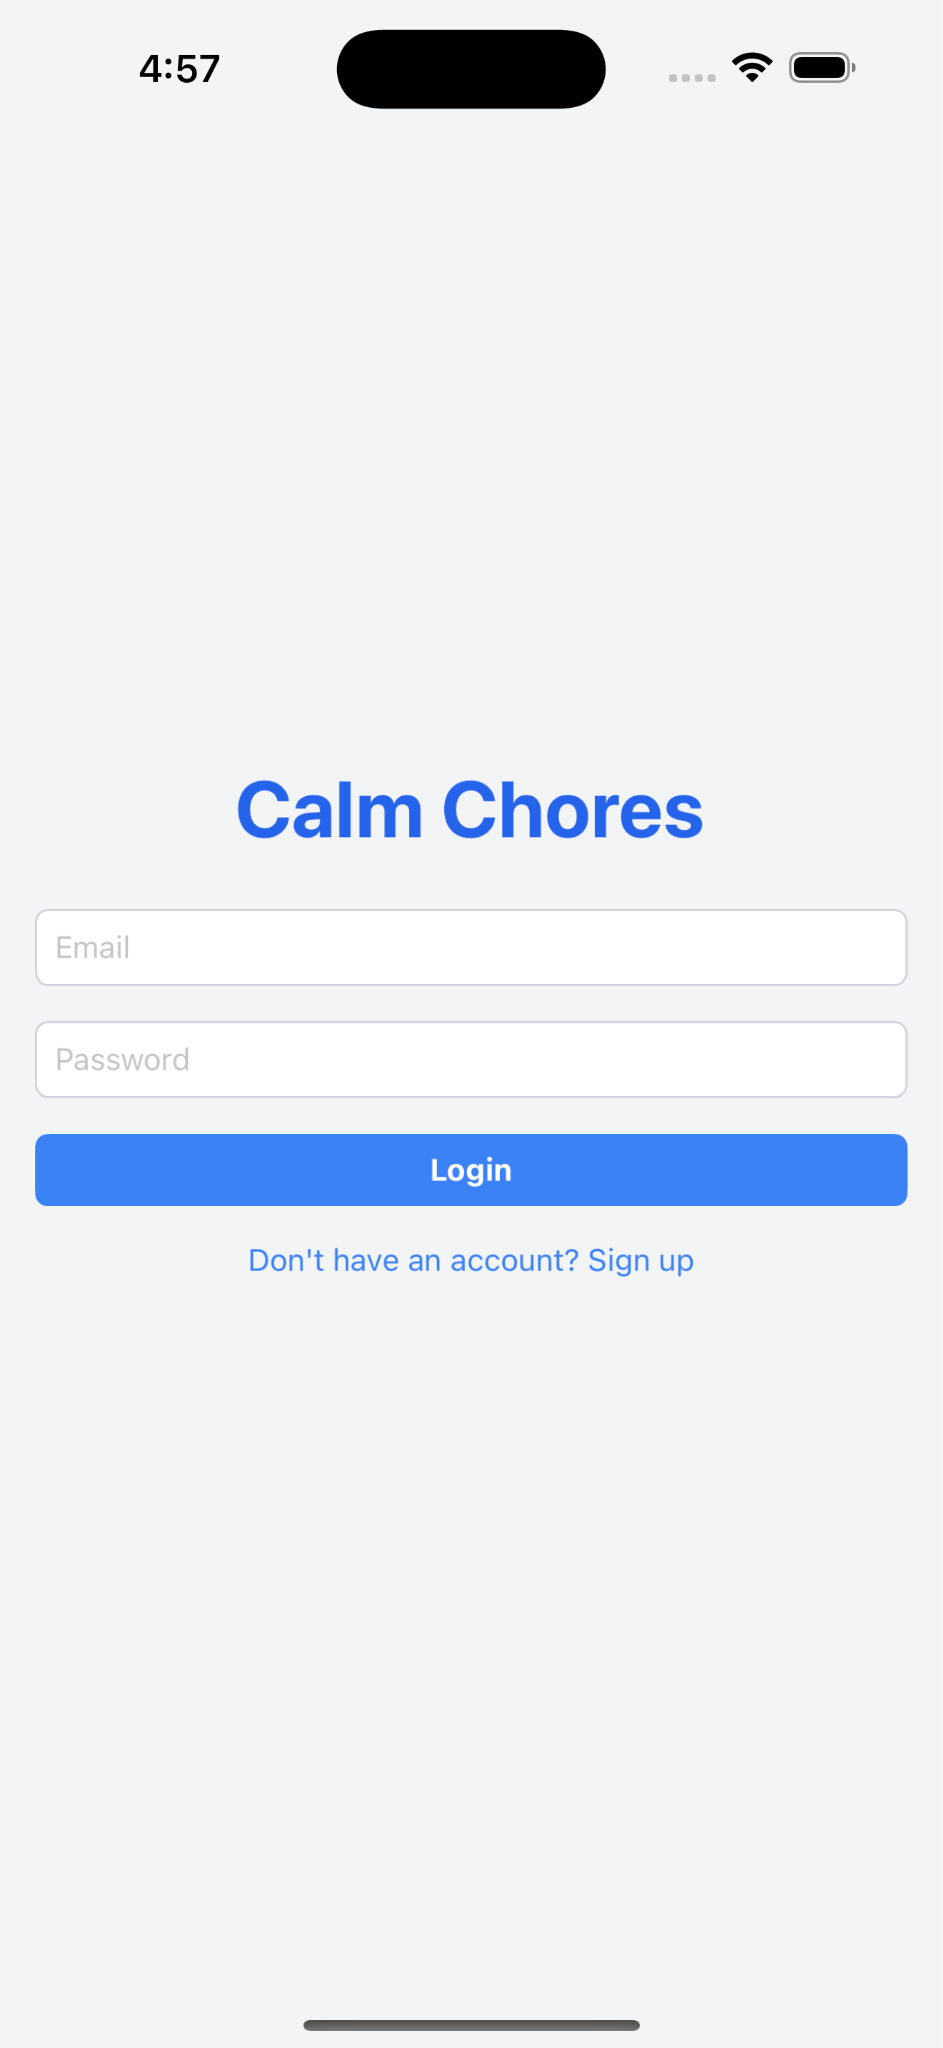 4:57
Calm Chores
Email
Password
Login
Don't have an account? Sign up